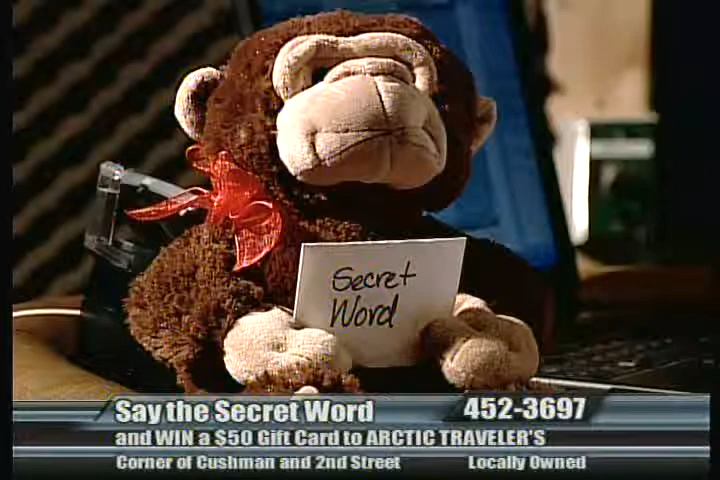 Secret
Word
Say the Secret Word 452-3697
and WIN a $50 Gift Card to ARCTIC TRAVELER'S
Corner of Cushman and 2nd Street Locally Owned